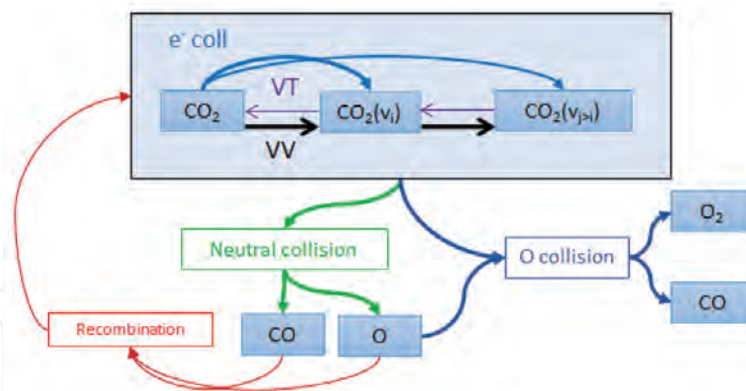 e⁻ coll
VT
CO₂ CO₂(vᵢ) CO₂(vⱼ>ᵢ)
VV
O₂
Neutral collision O collision
CO
Recombination CO O